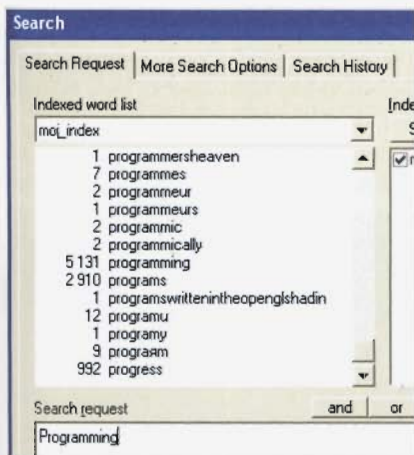 Search
Search Request More Search Options Search History
Indexed word list
moj_index
1 programmersheaven
7 programmes
2 programmeur
1 programmeurs
2 programmic
2 programmically
5 131 programming
2 910 programs
1 programswrittenintheopenglshadin
12 programu
1 programy
9 prograяm
992 progress
Search request and or
Programming